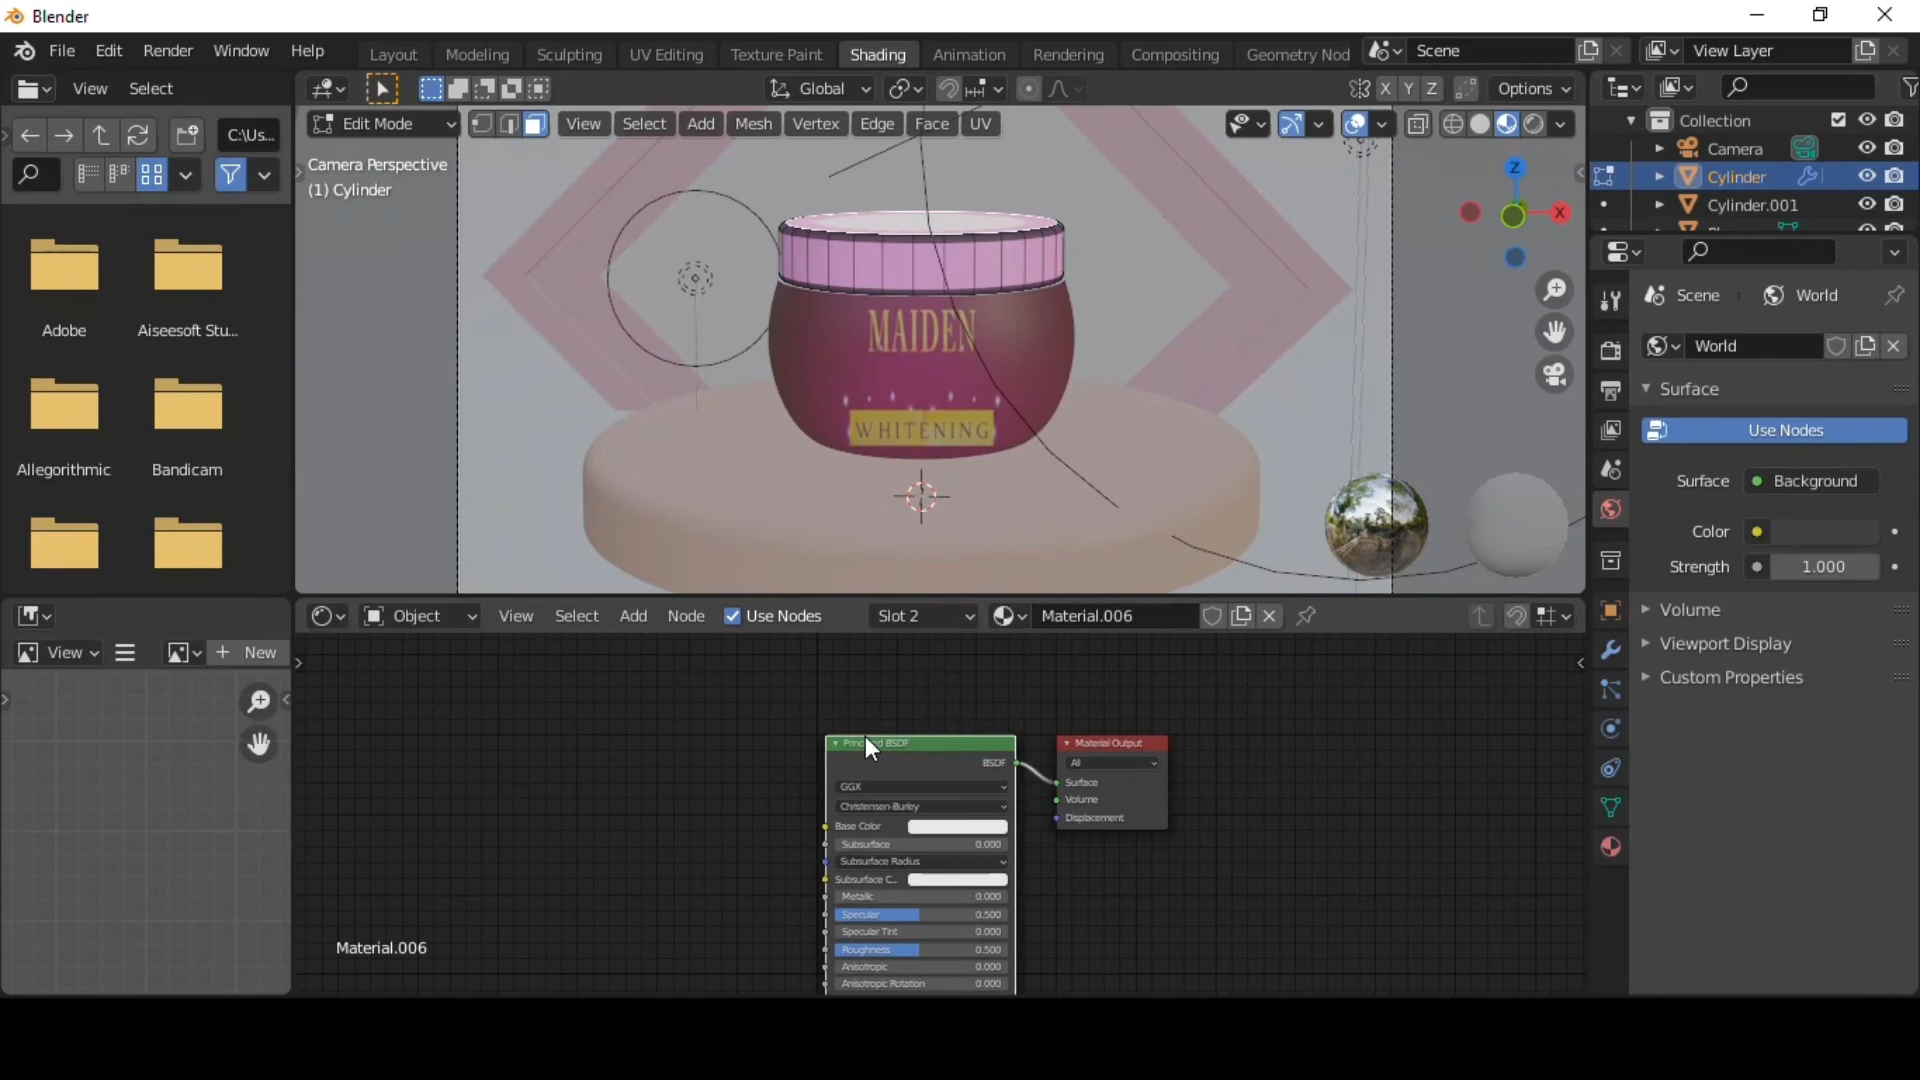 Blender
File Edit Render Window Help
Layout Modeling Sculpting UV Editing Texture Paint Shading Animation Rendering Compositing Geometry Nod
Scene
View Layer
View Select
Global
X Y Z
Options
C:\Us...
Edit Mode
View Select Add Mesh Vertex Edge Face UV
Camera Perspective
(1) Cylinder
Z
X
MAIDEN
WHITENING
Adobe
Aiseesoft Stu...
Allegorithmic
Bandicam
Collection
Camera
Cylinder
Cylinder.001
Scene
World
World
Surface
Use Nodes
Surface Background
Color
Strength 1.000
Volume
Viewport Display
Custom Properties
View
New
Object View Select Add Node Use Nodes Slot 2 Material.006
BSDF
BSDF
GGX
Christensen-Burley
Base Color
Subsurface 0.000
Subsurface Radius
Subsurface C...
Metallic 0.000
Specular 0.500
Specular Tint 0.000
Roughness 0.500
Anisotropic 0.000
Anisotropic Rotation 0.000
Material Output
All
Surface
Volume
Displacement
Material.006